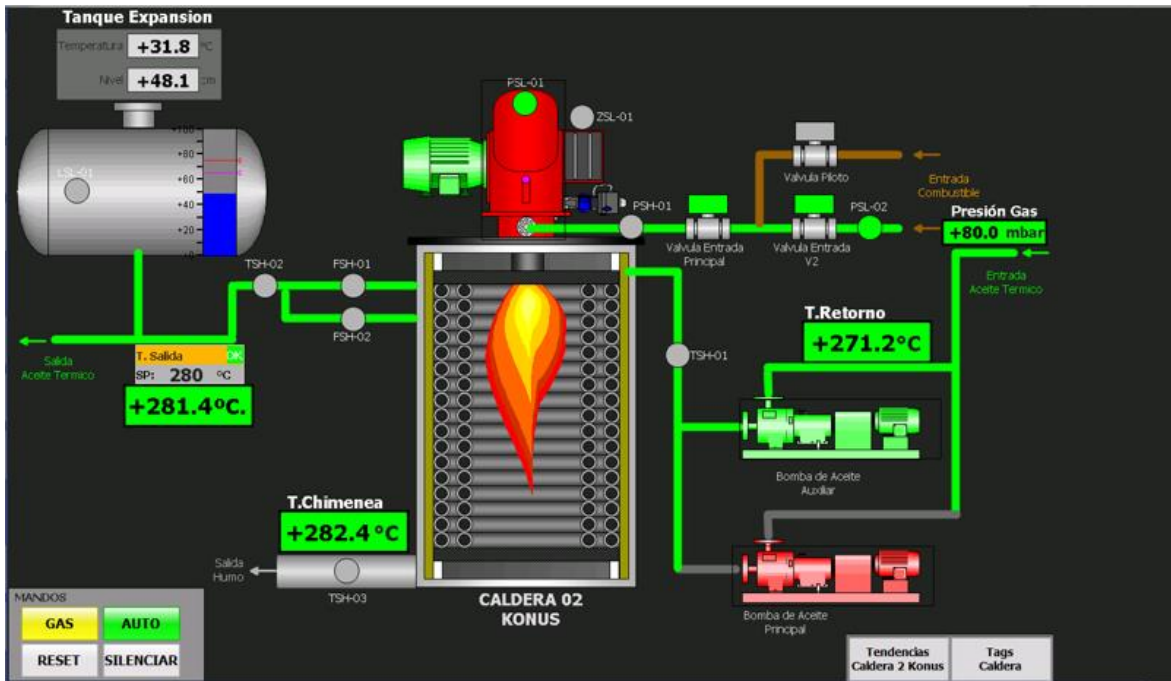 Tanque Expansion
Temperatura +31.8 ºC
Nivel +48.1 cm
+100
+80
+60
+40
+20
+0
LSL-01
PSL-01
ZSL-01
Valvula Piloto
Entrada
Combustible
PSH-01
PSL-02
Presión Gas
+80.0 mbar
Valvula Entrada
Principal
Valvula Entrada
V2
Entrada
Aceite Termico
TSH-02
FSH-01
FSH-02
T.Retorno
+271.2°C
TSH-01
Salida
Aceite Termico
T. Salida OK
SP: 280 ºC
+281.4ºC.
Bomba de Aceite
Auxiliar
T.Chimenea
+282.4 °C
Salida
Humo
TSH-03
CALDERA 02
KONUS
Bomba de Aceite
Principal
MANDOS
GAS AUTO
RESET SILENCIAR
Tendencias
Caldera 2 Konus
Tags
Caldera